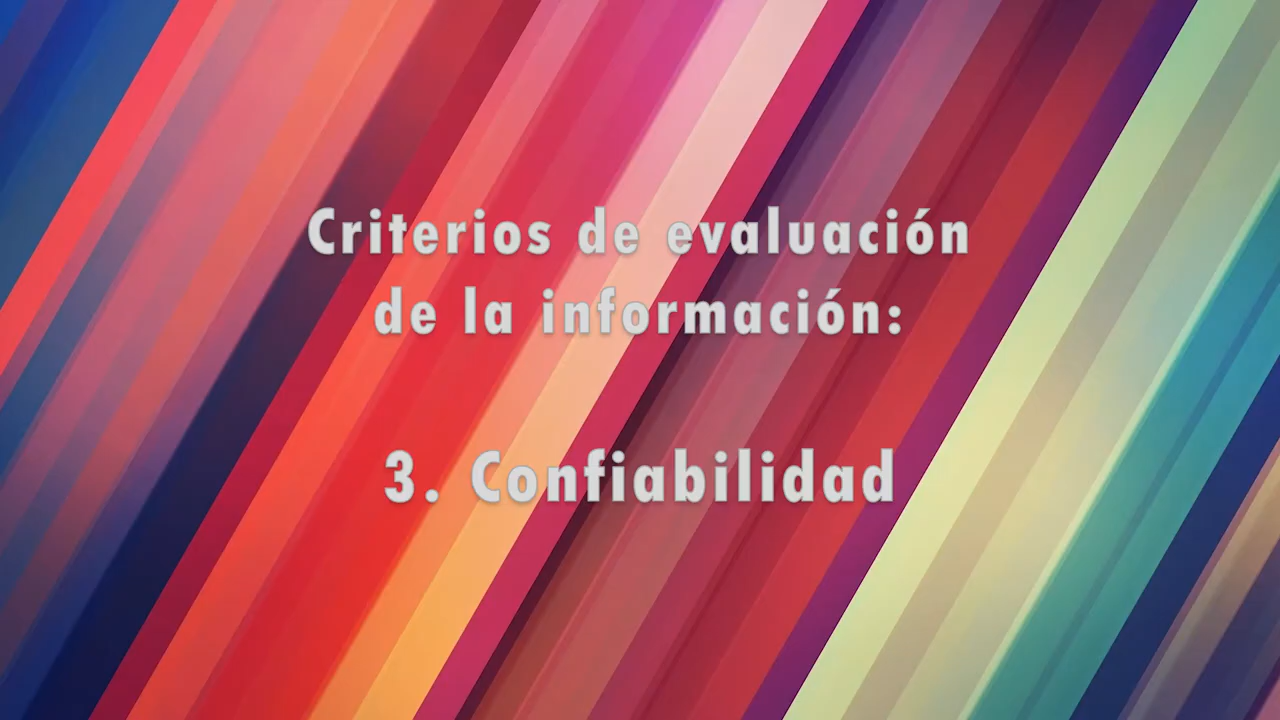 Criterios de evaluación
de la información:
3. Confiabilidad